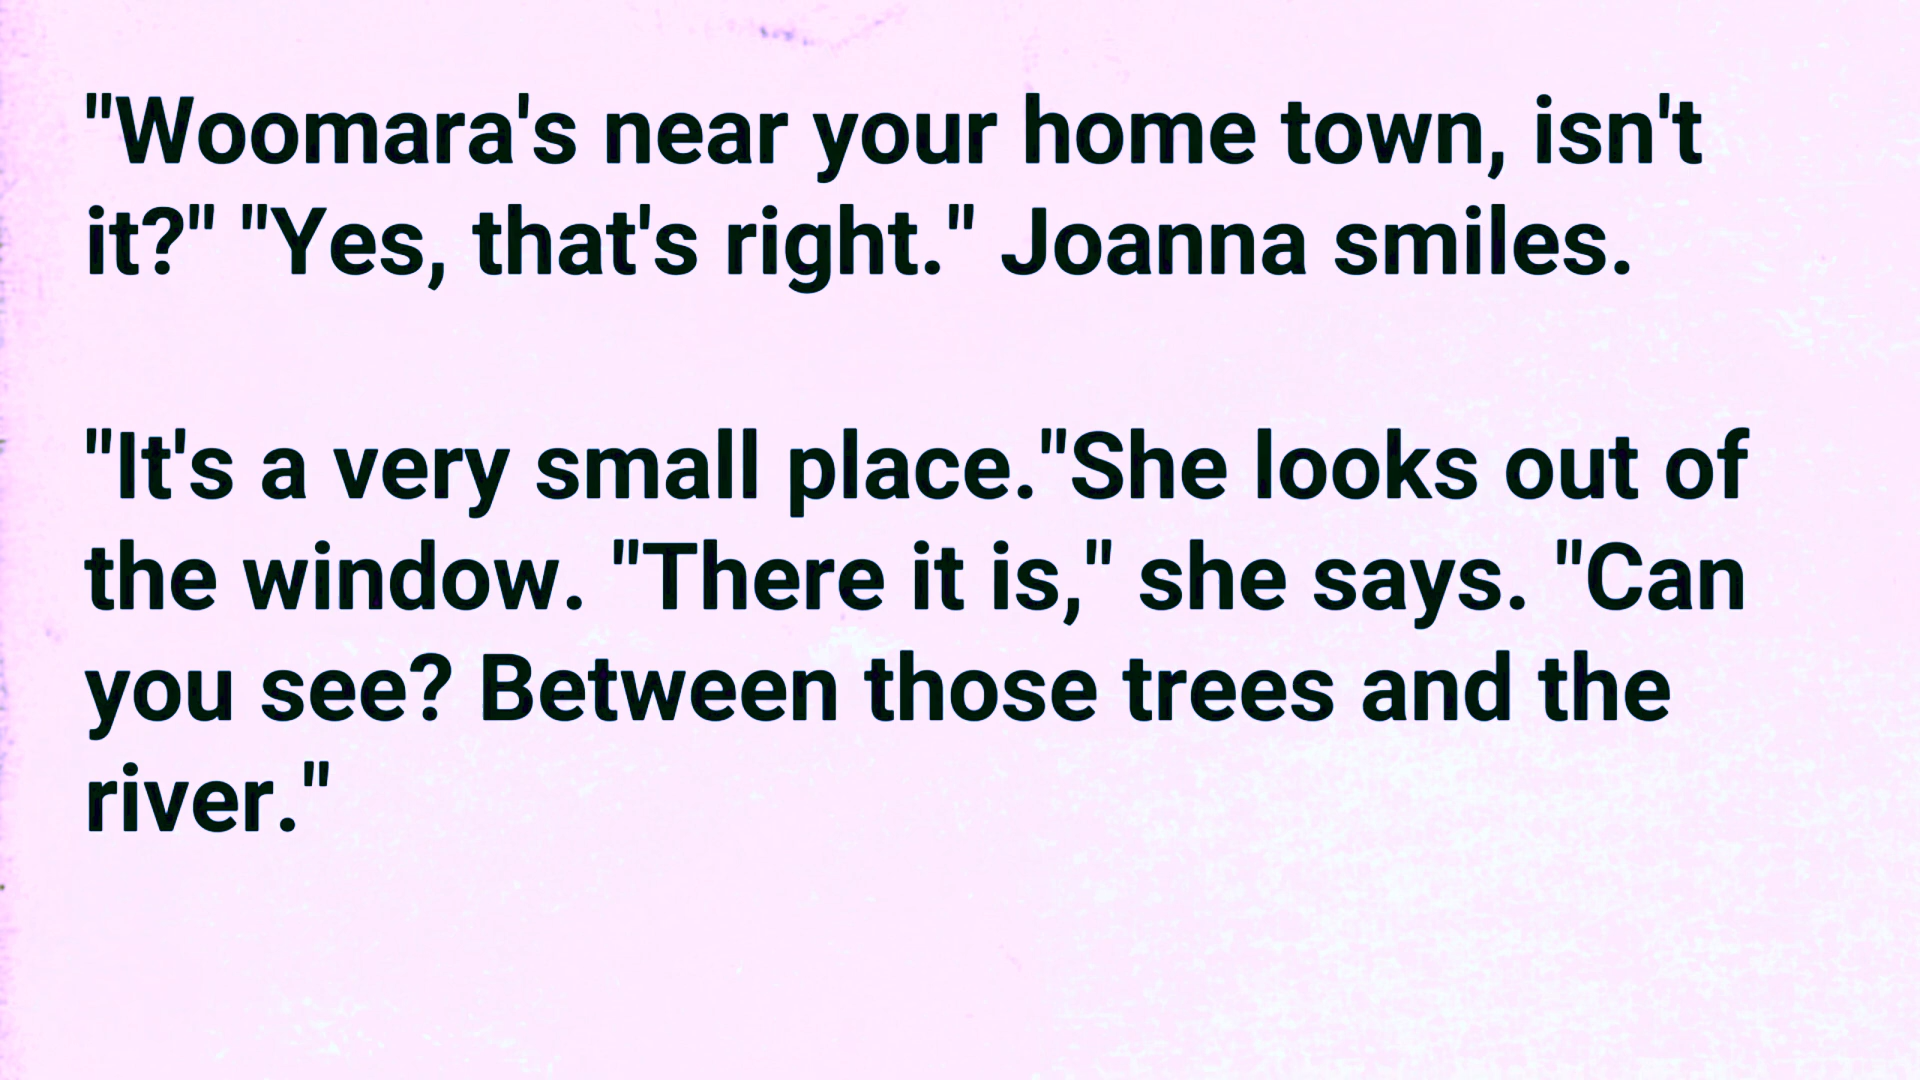 "Woomara's near your home town, isn't
it?" "Yes, that's right." Joanna smiles.
"It's a very small place."She looks out of
the window. "There it is," she says. "Can
you see? Between those trees and the
river."